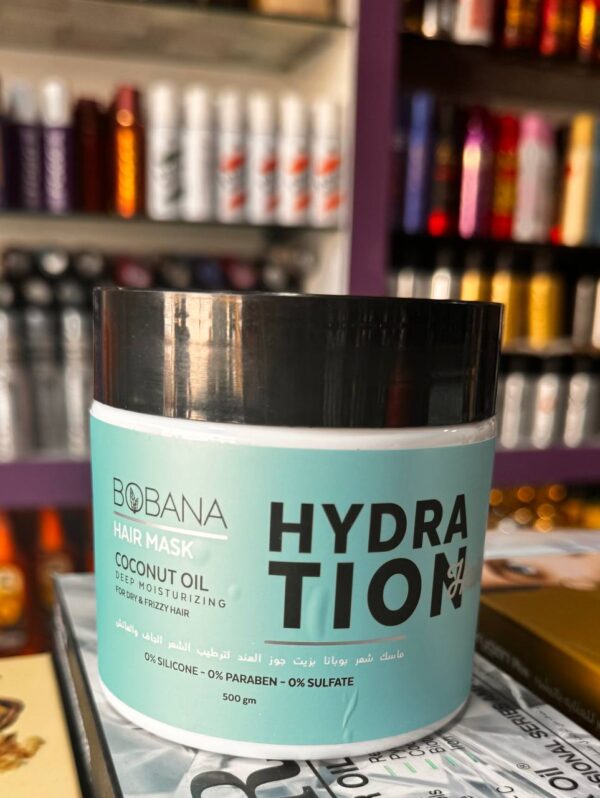 BOBANA
HAIR MASK
COCONUT OIL
DEEP MOISTURIZING
FOR DRY & FRIZZY HAIR
HYDRA
TION
ماسك شعر بوبانا بزيت جوز الهند لترطيب الشعر الجاف والهائش
0% SILICONE - 0% PARABEN - 0% SULFATE
500 gm